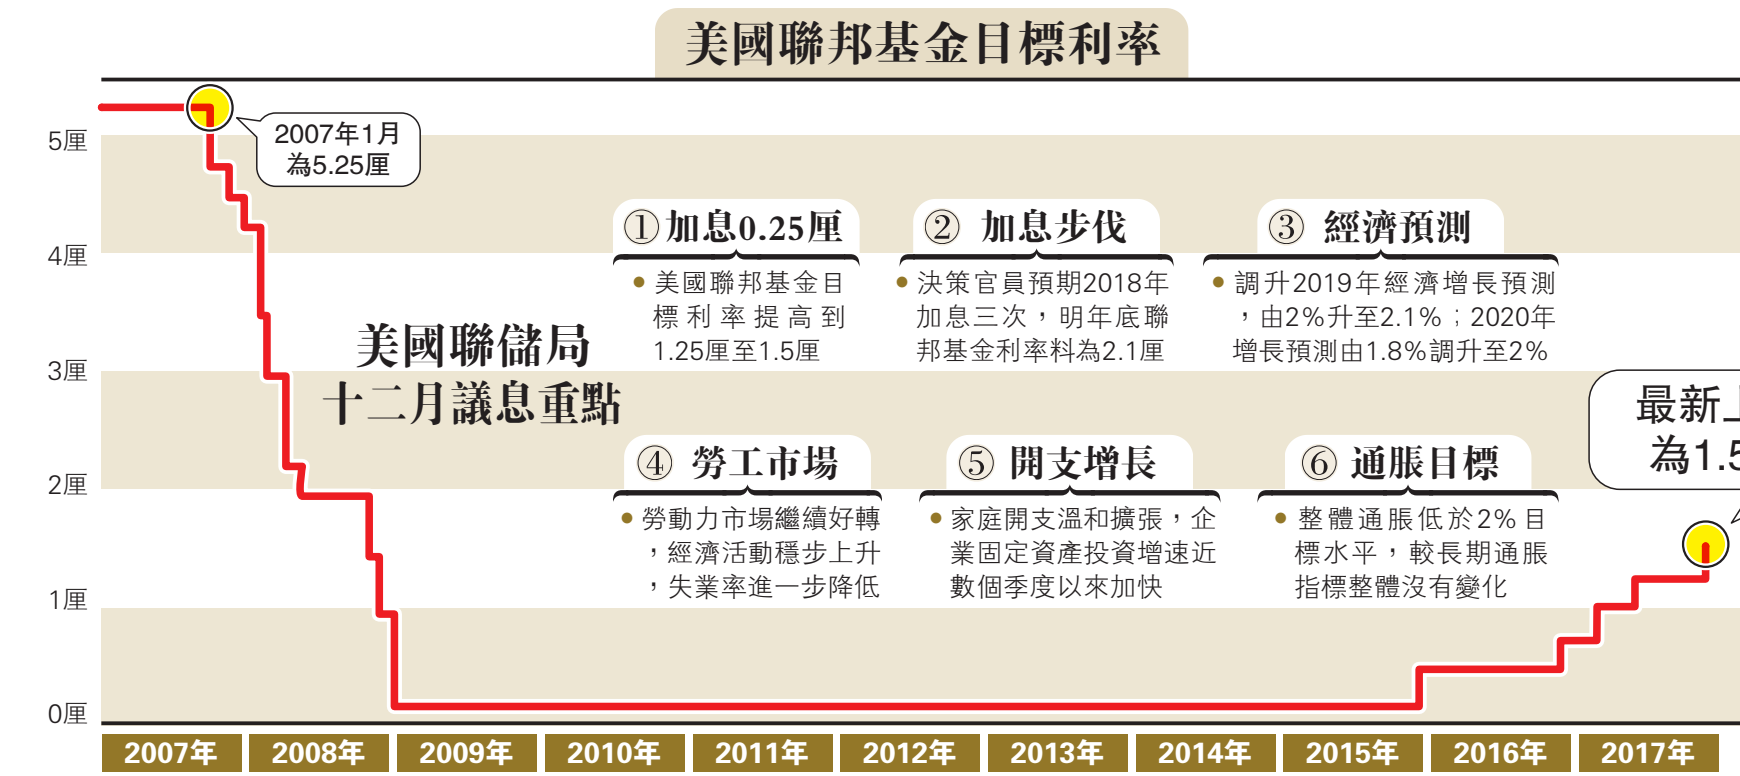 美國聯邦基金目標利率
5厘
4厘
3厘
2厘
1厘
0厘
2007年1月
為5.25厘
美國聯儲局
十二月議息重點
① 加息0.25厘
● 美國聯邦基金目
標利率提高到
1.25厘至1.5厘
② 加息步伐
● 決策官員預期2018年
加息三次，明年底聯
邦基金利率料為2.1厘
③ 經濟預測
● 調升2019年經濟增長預測
，由2%升至2.1%；2020年
增長預測由1.8%調升至2%
④ 勞工市場
● 勞動力市場繼續好轉
，經濟活動穩步上升
，失業率進一步降低
⑤ 開支增長
● 家庭開支溫和擴張，企
業固定資產投資增速近
數個季度以來加快
⑥ 通脹目標
● 整體通脹低於2%目
標水平，較長期通脹
指標整體沒有變化
最新
為1.5
2007年 2008年 2009年 2010年 2011年 2012年 2013年 2014年 2015年 2016年 2017年